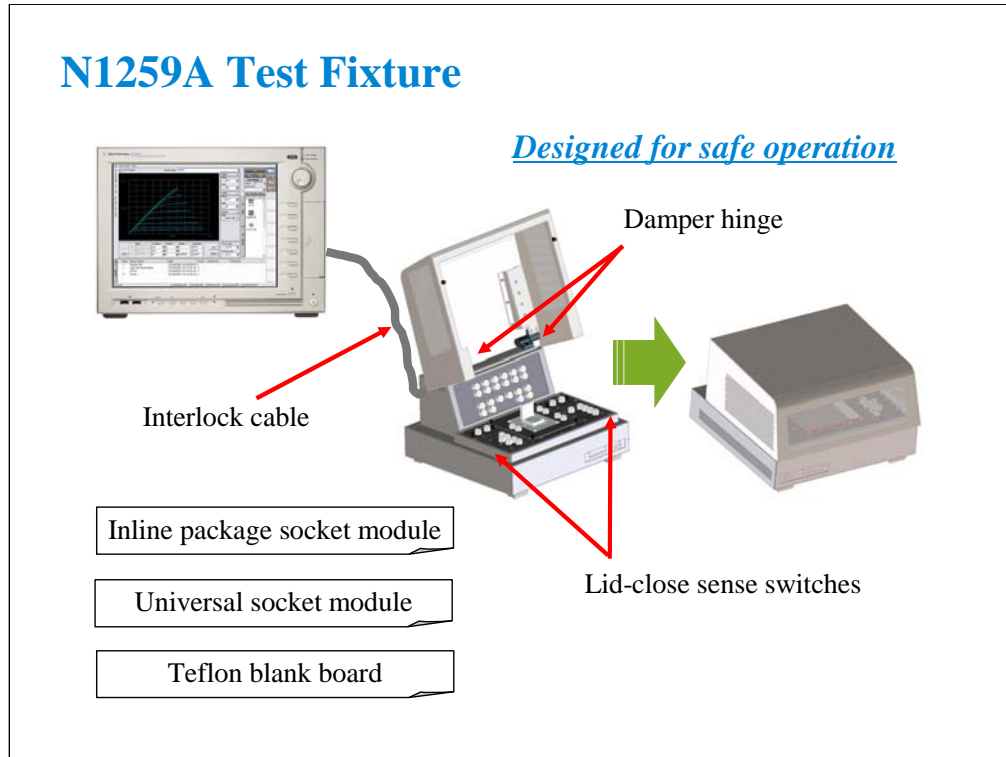 N1259A Test Fixture
Designed for safe operation
Damper hinge
Interlock cable
Inline package socket module
Lid-close sense switches
Universal socket module
Teflon blank board